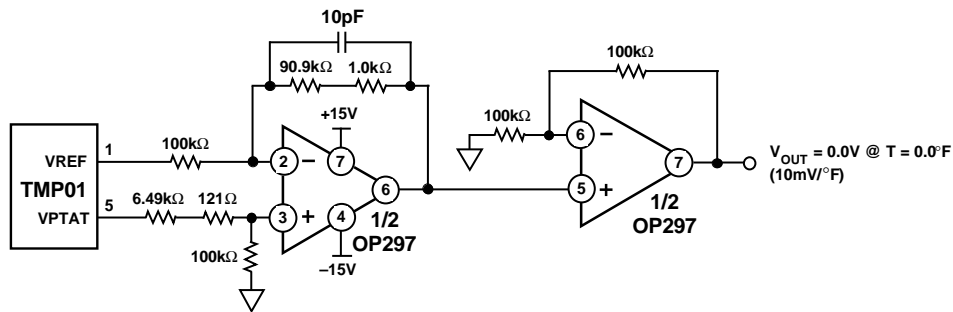 10pF
90.9kΩ 1.0kΩ
100kΩ
+15V
100kΩ
100kΩ
VREF 1 100kΩ
2 – 7
6 – 7
VOUT = 0.0V @ T = 0.0°F
(10mV/°F)
TMP01
VPTAT 5 6.49kΩ 121Ω
3 + 4 6
5 +
1/2
OP297
1/2
OP297
100kΩ
–15V